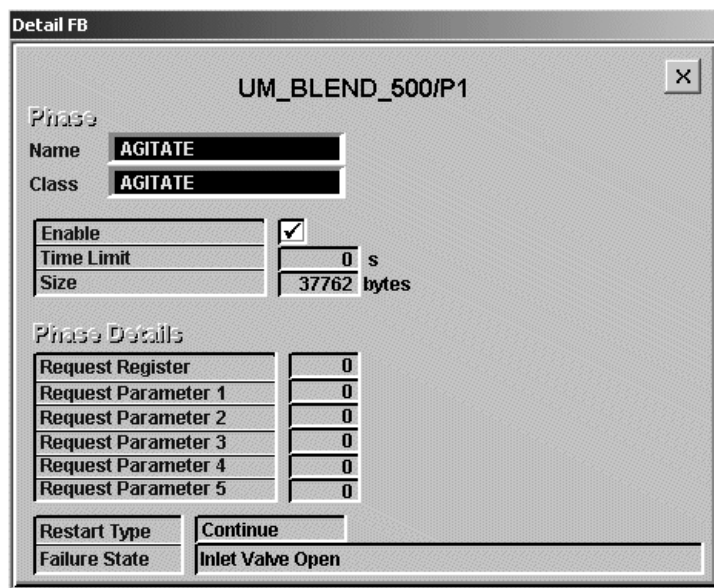 Detail FB
UM_BLEND_500/P1
Phase
Name AGITATE
Class AGITATE
Enable
Time Limit 0 s
Size 37762 bytes
Phase Details
Request Register 0
Request Parameter 1 0
Request Parameter 2 0
Request Parameter 3 0
Request Parameter 4 0
Request Parameter 5 0
Restart Type Continue
Failure State Inlet Valve Open